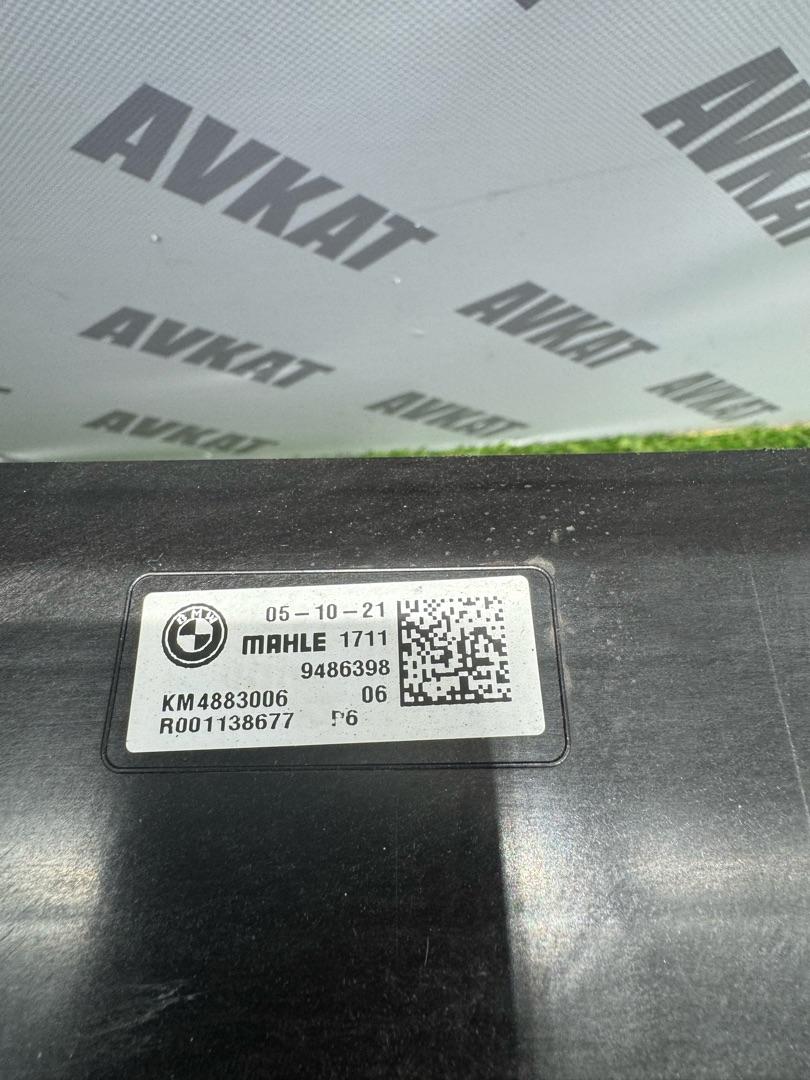 AVKAT
AVKAT
AVKAT
AVKAT
AVKAT
AVKAT
AVKAT
BMW
05-10-21
MAHLE 1711
9486398
KM4883006 06
R001138677 P6